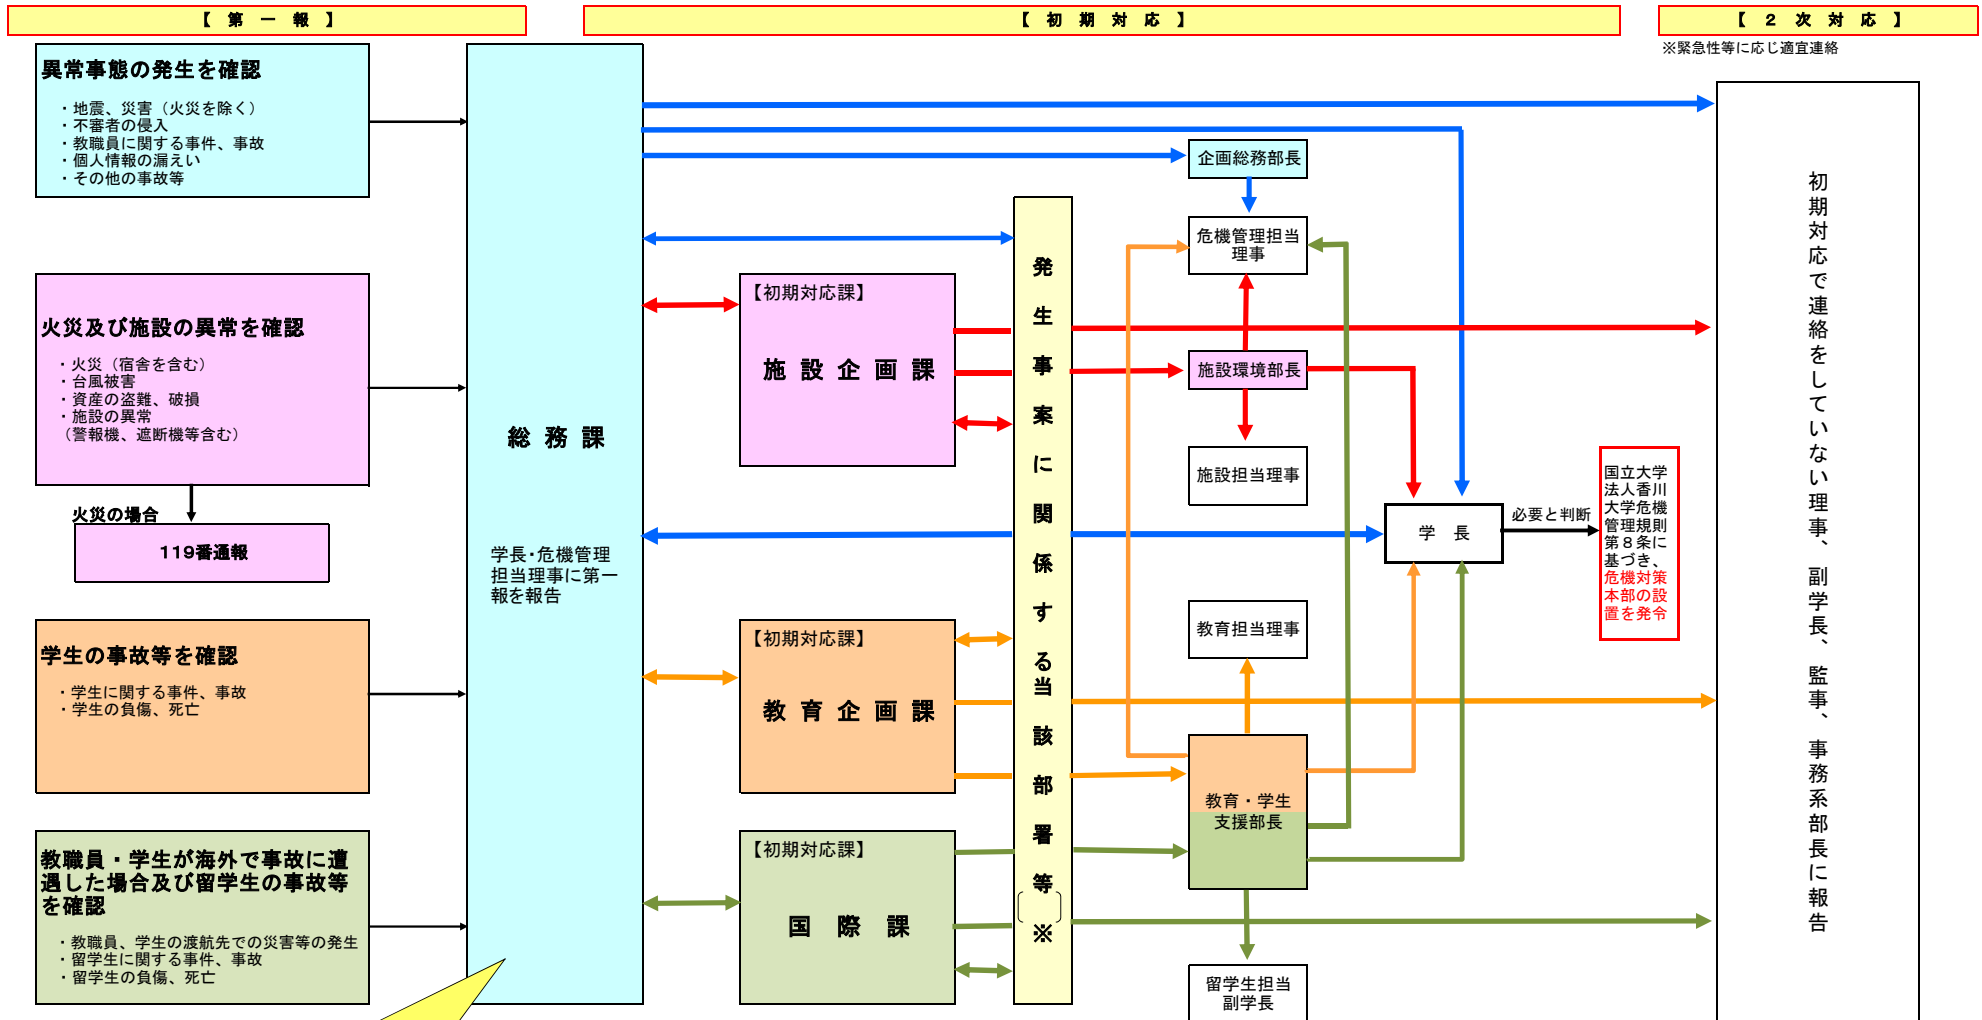 【 第 一 報 】
【 初 期 対 応 】
【 2 次 対 応 】
※緊急性等に応じ適宜連絡
異常事態の発生を確認
・地震、災害（火災を除く）
・不審者の侵入
・教職員に関する事件、事故
・個人情報の漏えい
・その他の事故等
火災及び施設の異常を確認
・火災（宿舎を含む）
・台風被害
・資産の盗難、破損
・施設の異常
（警報機、遮断機等含む）
火災の場合
119番通報
学生の事故等を確認
・学生に関する事件、事故
・学生の負傷、死亡
教職員・学生が海外で事故に遭
遇した場合及び留学生の事故等
を確認
・教職員、学生の渡航先での災害等の発生
・留学生に関する事件、事故
・留学生の負傷、死亡
総 務 課
学長・危機管理
担当理事に第一
報を報告
【初期対応課】
施 設 企 画 課
【初期対応課】
教 育 企 画 課
【初期対応課】
国 際 課
発生事案に関係する当該部署等〔※〕
企画総務部長
危機管理担当
理事
施設環境部長
施設担当理事
学 長
必要と判断
教育担当理事
教育・学生
支援部長
留学生担当
副学長
国立大学
法人香川
大学危機
管理規則
第８条に
基づき、
危機対策
本部の設
置を発令
初期対応で連絡をしていない理事、副学長、監事、事務系部長に報告